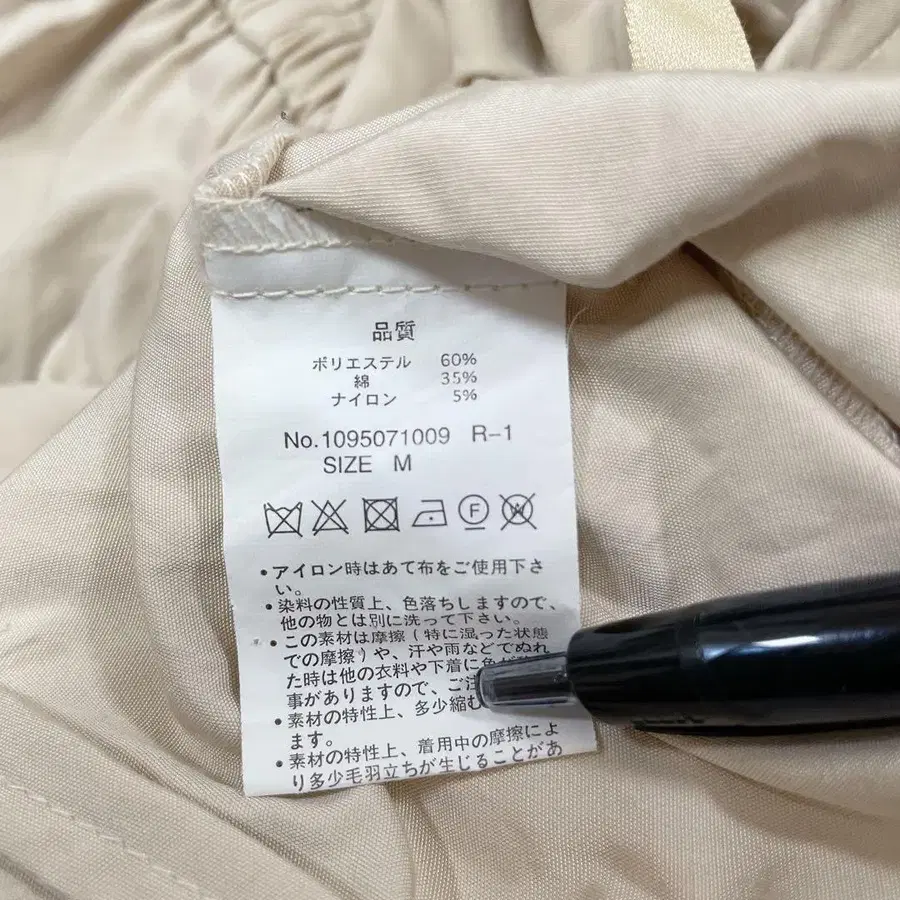 品質
ポリエステル 60%
綿 35%
ナイロン 5%
No.1095071009 R-1
SIZE M
F W
•アイロン時はあて布をご使用下さ
い。
•染料の性質上、色落ちしますので、
他の物とは別に洗って下さい。
•この素材は摩擦(特に湿った状態
での摩擦)や、汗や雨などでぬれ
た時は他の衣料や下着に色が
事がありますので、ご注
•素材の特性上、多少縮む
ます。
•素材の特性上、着用中の摩擦によ
り多少毛羽立ちが生じることがあ